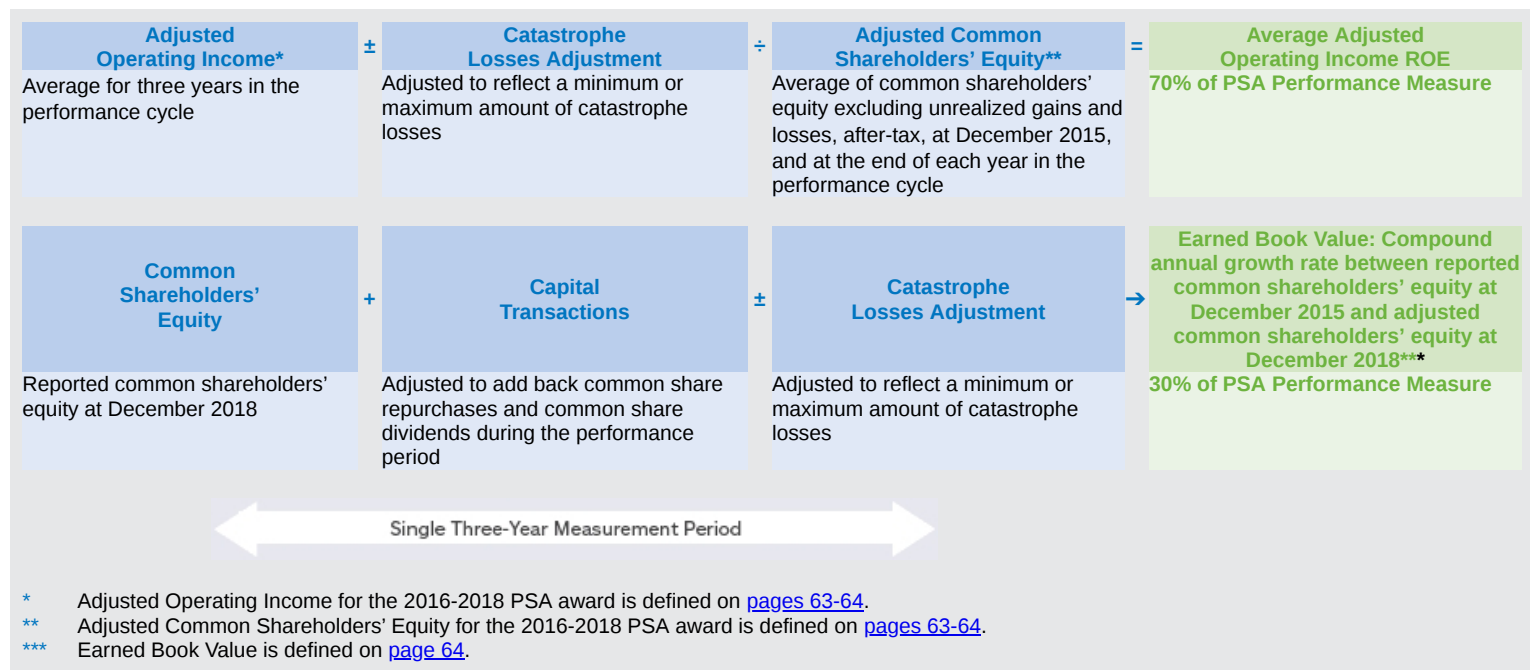 Adjusted
Operating Income*
±
Catastrophe
Losses Adjustment
÷
Adjusted Common
Shareholders’ Equity**
=
Average Adjusted
Operating Income ROE
Average for three years in the
performance cycle
Adjusted to reflect a minimum or
maximum amount of catastrophe
losses
Average of common shareholders’
equity excluding unrealized gains and
losses, after-tax, at December 2015,
and at the end of each year in the
performance cycle
70% of PSA Performance Measure
Common
Shareholders’
Equity
+
Capital
Transactions
±
Catastrophe
Losses Adjustment
➔
Earned Book Value: Compound
annual growth rate between reported
common shareholders’ equity at
December 2015 and adjusted
common shareholders’ equity at
December 2018***
Reported common shareholders’
equity at December 2018
Adjusted to add back common share
repurchases and common share
dividends during the performance
period
Adjusted to reflect a minimum or
maximum amount of catastrophe
losses
30% of PSA Performance Measure
Single Three-Year Measurement Period
* Adjusted Operating Income for the 2016-2018 PSA award is defined on pages 63-64.
** Adjusted Common Shareholders’ Equity for the 2016-2018 PSA award is defined on pages 63-64.
*** Earned Book Value is defined on page 64.